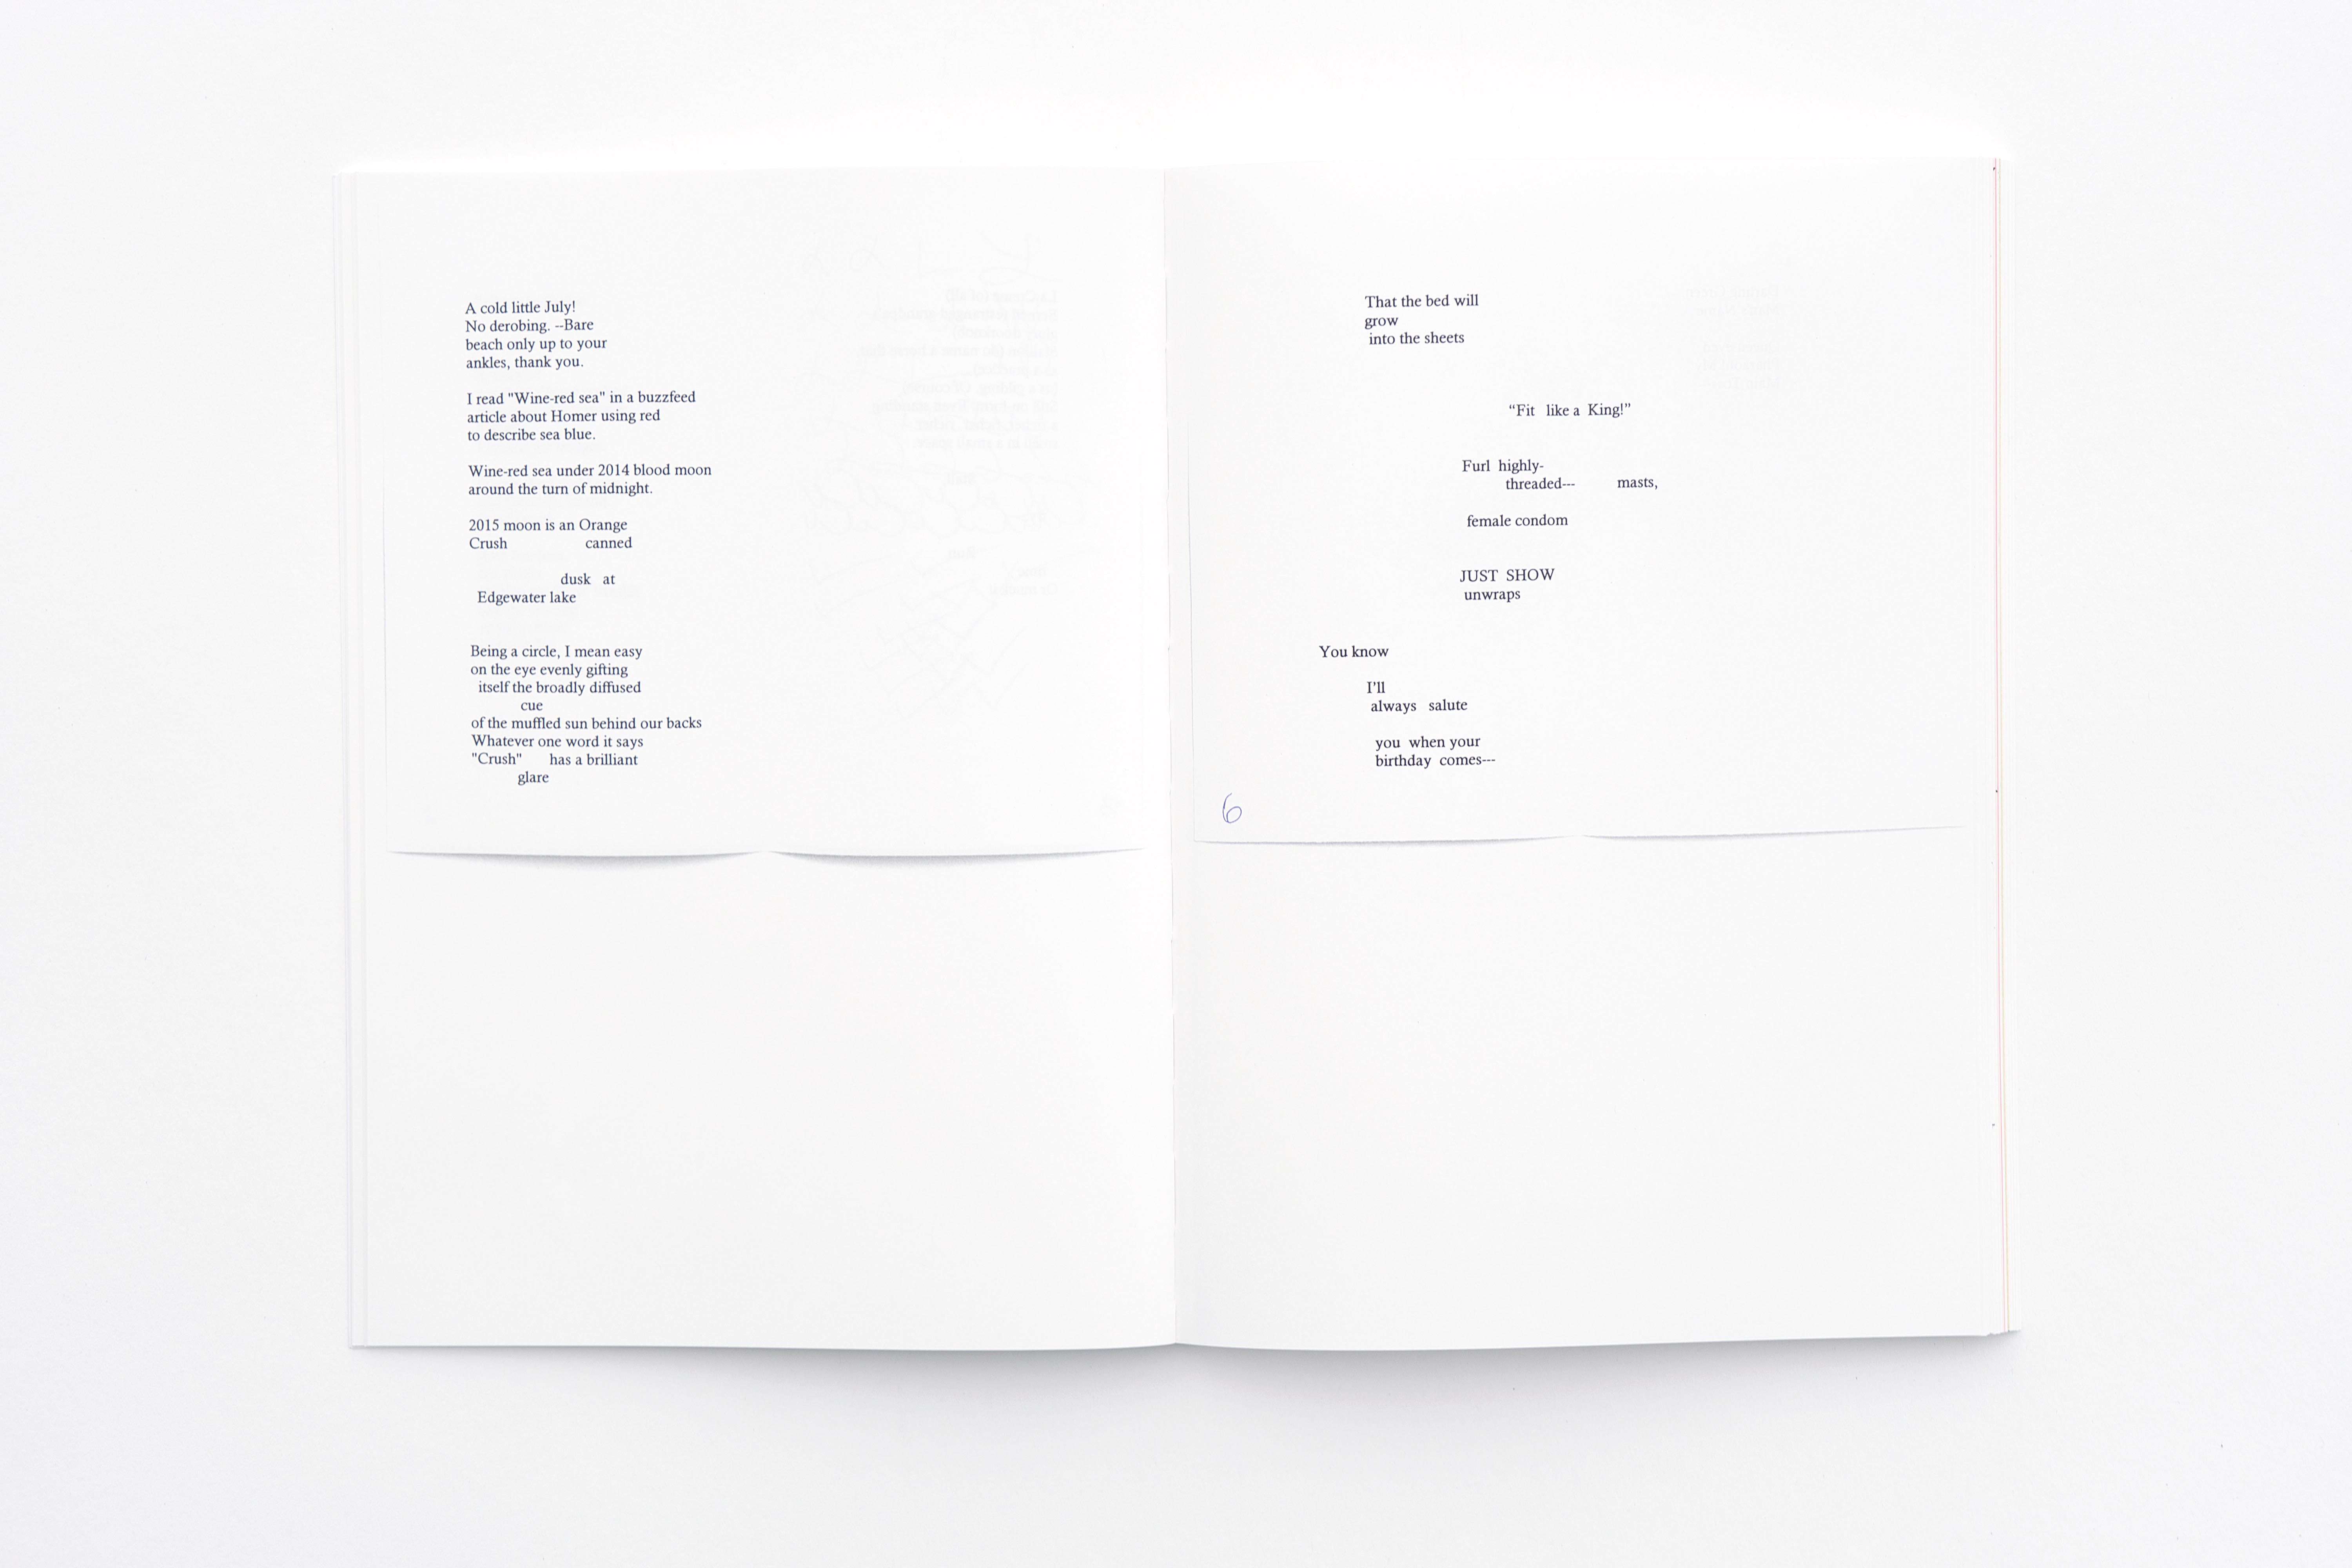 A cold little July!
No derobing. --Bare
beach only up to your
ankles, thank you.
I read "Wine-red sea" in a buzzfeed
article about Homer using red
to describe sea blue.
Wine-red sea under 2014 blood moon
around the turn of midnight.
2015 moon is an Orange
Crush canned
dusk at
Edgewater lake
Being a circle, I mean easy
on the eye evenly gifting
itself the broadly diffused
cue
of the muffled sun behind our backs
Whatever one word it says
"Crush" has a brilliant
glare
That the bed will
grow
into the sheets
“Fit like a King!”
Furl highly-
threaded--- masts,
female condom
JUST SHOW
unwraps
You know
I'll
always salute
you when your
birthday comes---
6